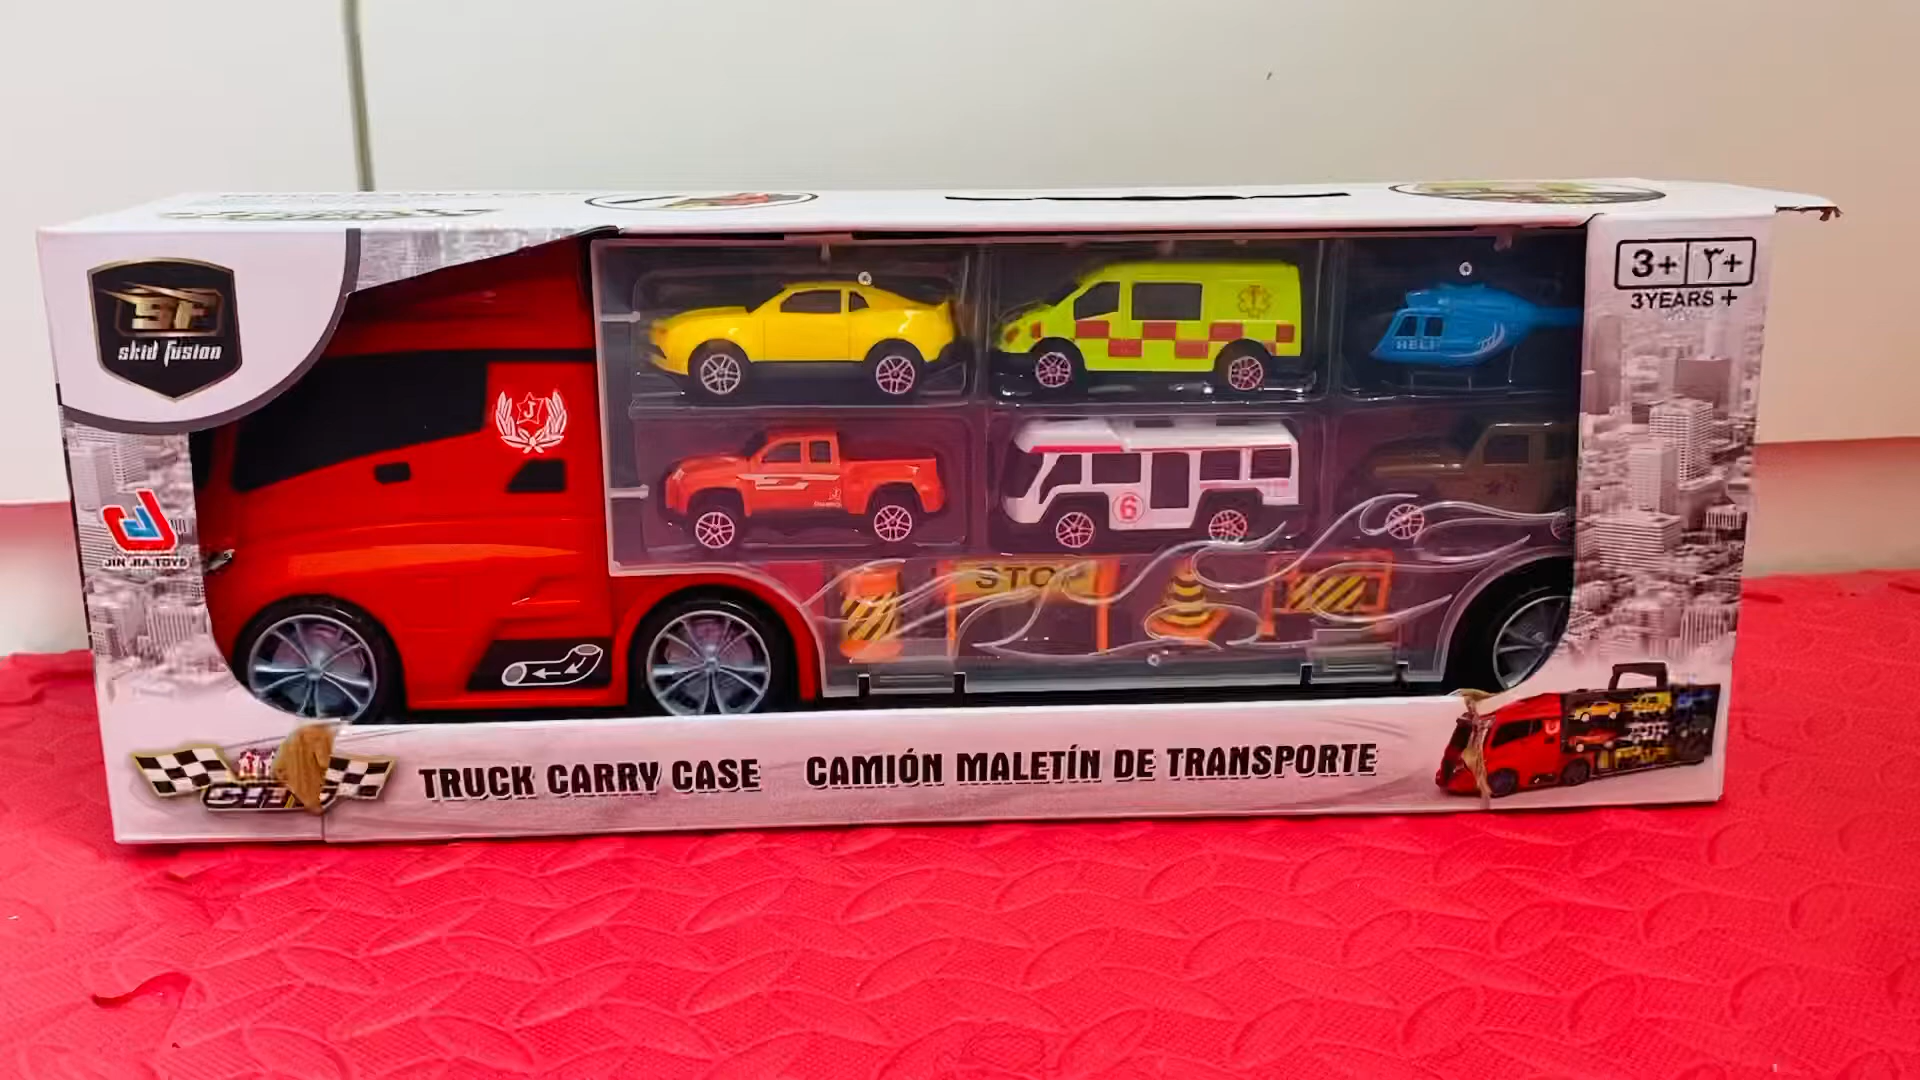 SF
skid fusion
3+ ٣+
3YEARS +
J
HELI
STOP
6
JIN JIA TOYS
CITY
TRUCK CARRY CASE CAMIÓN MALETÍN DE TRANSPORTE